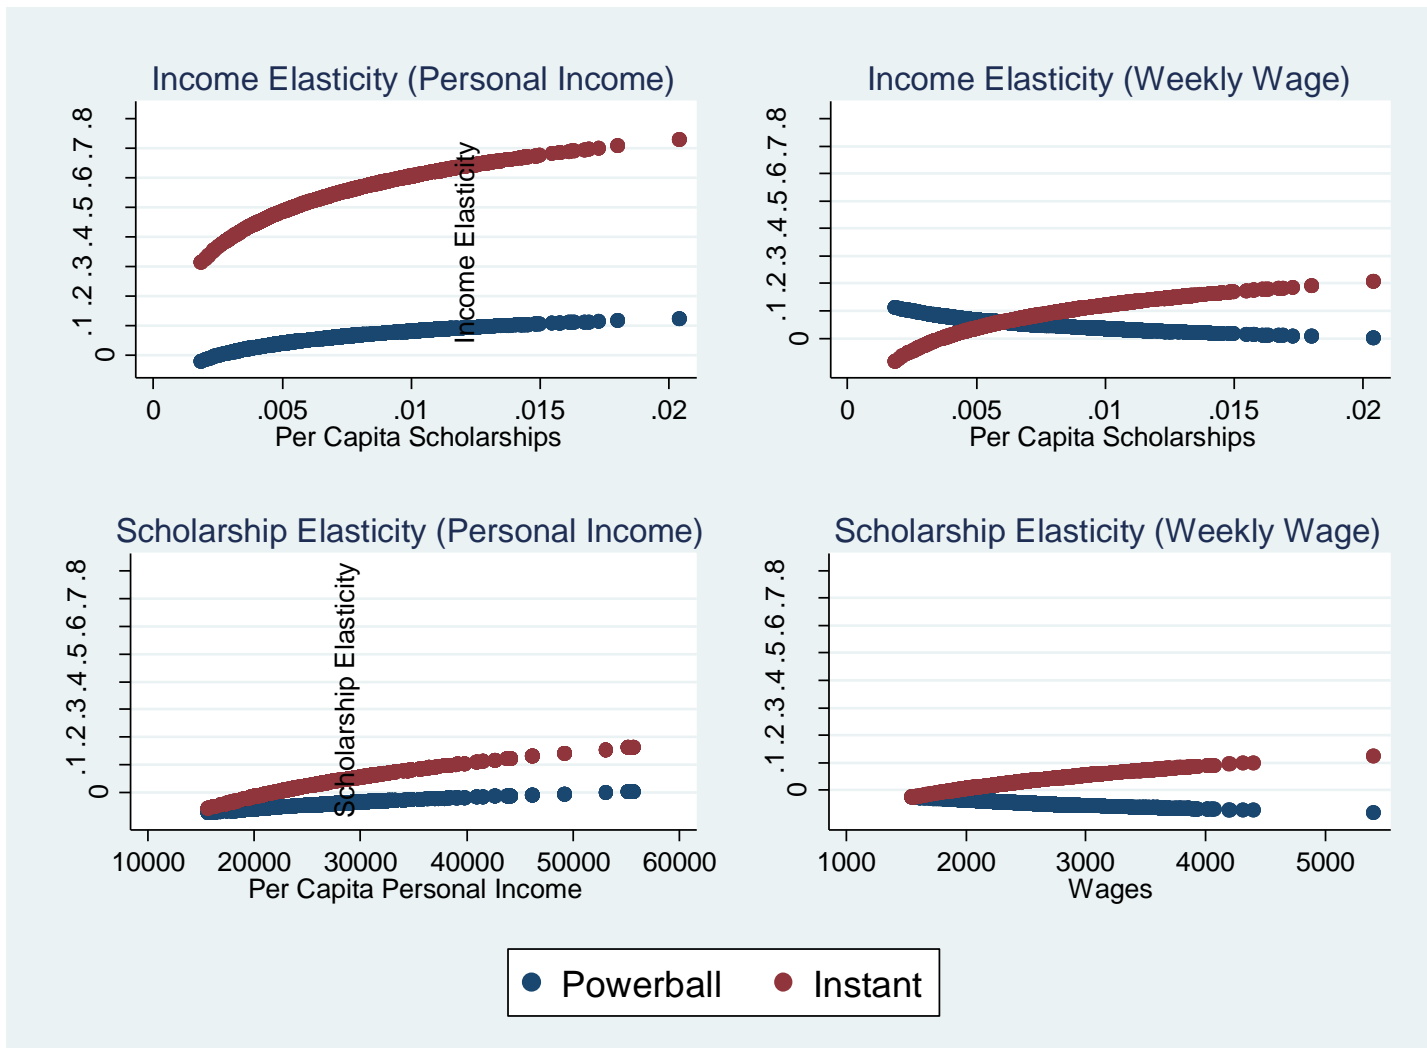 Income Elasticity (Personal Income)
0 .1 .2 .3 .4 .5 .6 .7 .8
Income Elasticity
0 .005 .01 .015 .02
Per Capita Scholarships
Income Elasticity (Weekly Wage)
0 .1 .2 .3 .4 .5 .6 .7 .8
0 .005 .01 .015 .02
Per Capita Scholarships
Scholarship Elasticity (Personal Income)
0 .1 .2 .3 .4 .5 .6 .7 .8
Scholarship Elasticity
10000 20000 30000 40000 50000 60000
Per Capita Personal Income
Scholarship Elasticity (Weekly Wage)
0 .1 .2 .3 .4 .5 .6 .7 .8
1000 2000 3000 4000 5000
Wages
Powerball Instant